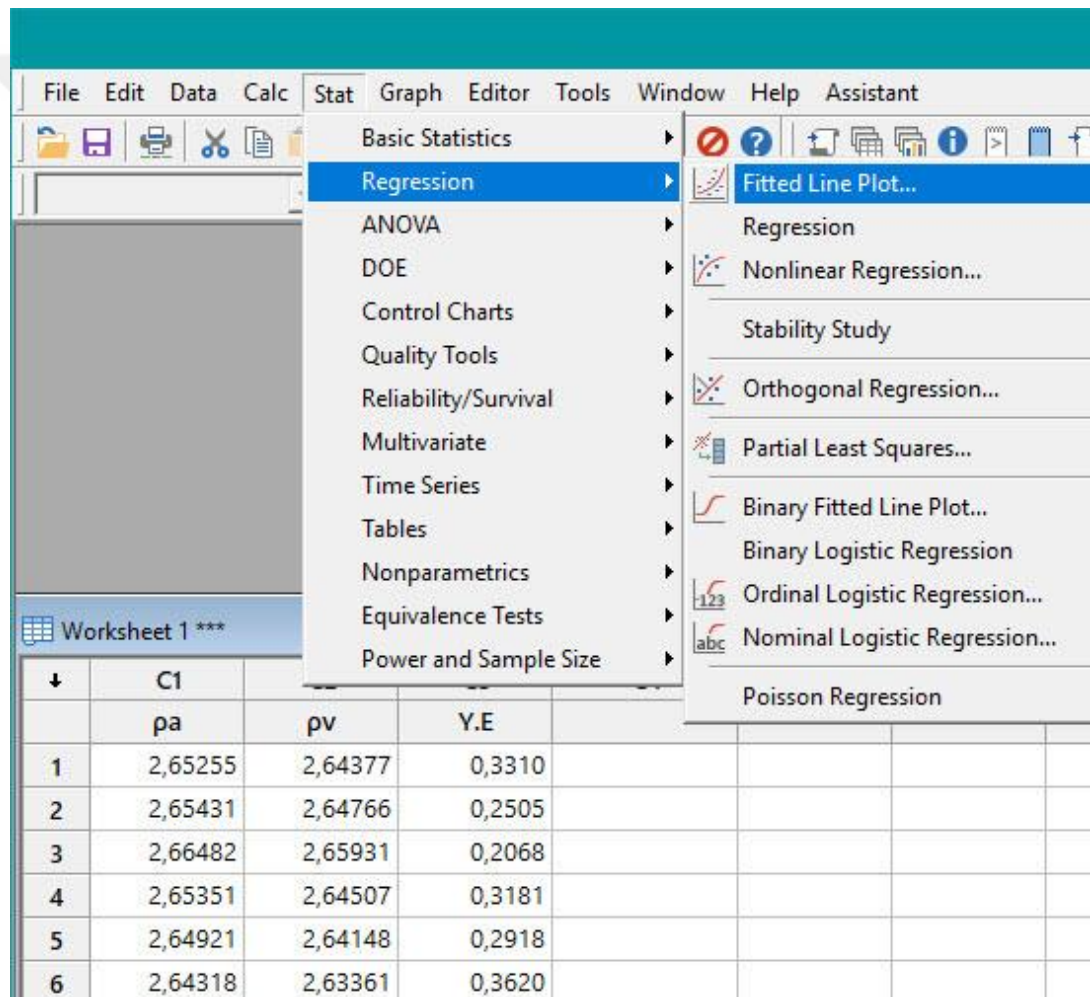 File Edit Data Calc Stat Graph Editor Tools Window Help Assistant
Basic Statistics
Regression
ANOVA
DOE
Control Charts
Quality Tools
Reliability/Survival
Multivariate
Time Series
Tables
Nonparametrics
Equivalence Tests
Power and Sample Size
Fitted Line Plot...
Regression
Nonlinear Regression...
Stability Study
Orthogonal Regression...
Partial Least Squares...
Binary Fitted Line Plot...
Binary Logistic Regression
123 Ordinal Logistic Regression...
abc Nominal Logistic Regression...
Poisson Regression
Worksheet 1 ***
C1
ρa ρv Y.E
1 2,65255 2,64377 0,3310
2 2,65431 2,64766 0,2505
3 2,66482 2,65931 0,2068
4 2,65351 2,64507 0,3181
5 2,64921 2,64148 0,2918
6 2,64318 2,63361 0,3620